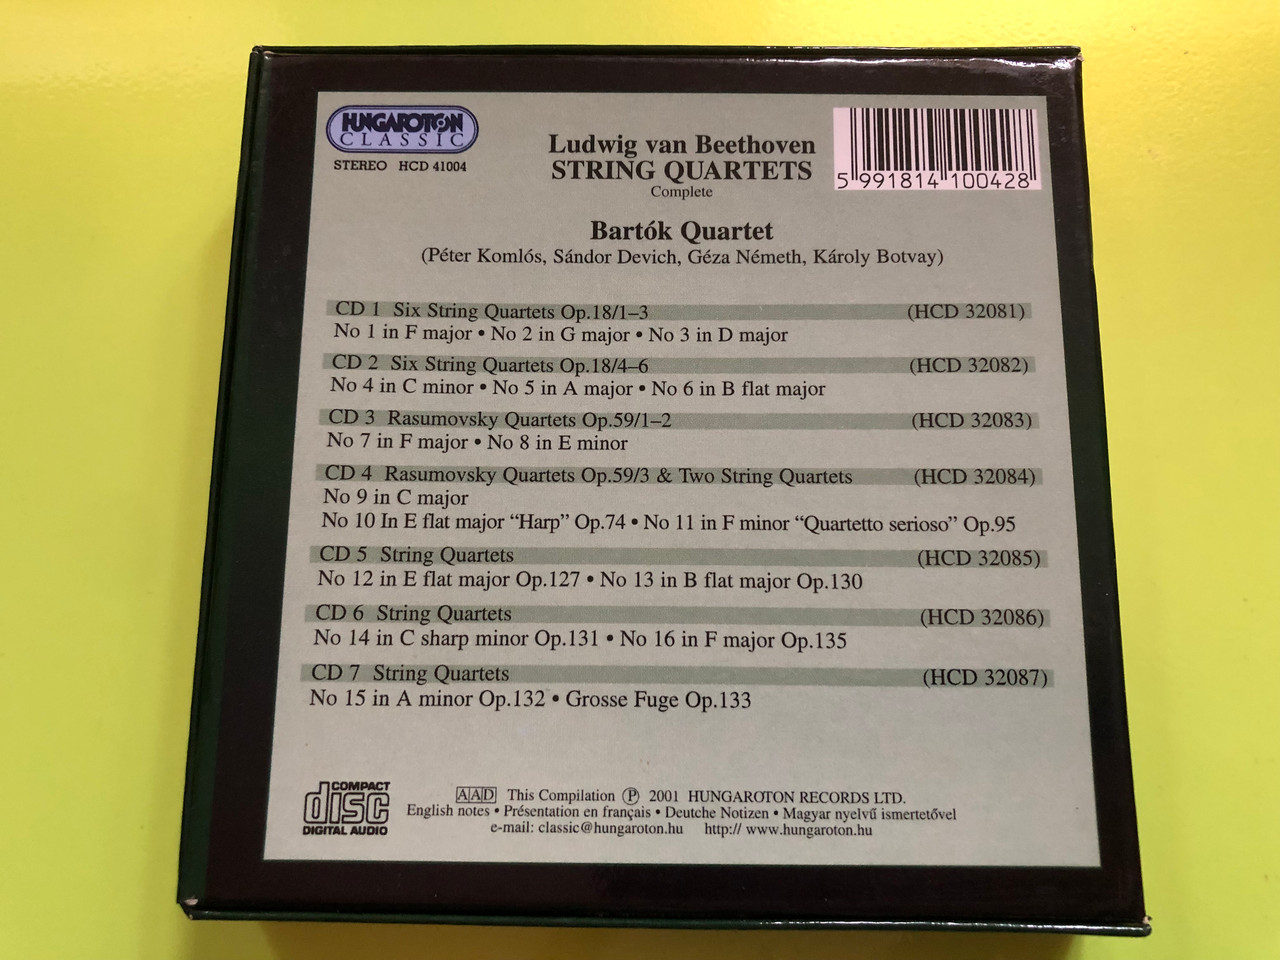 HUNGAROTON
CLASSIC
STEREO HCD 41004
Ludwig van Beethoven
STRING QUARTETS
Complete
5 991814 100428
Bartók Quartet
(Péter Komlós, Sándor Devich, Géza Németh, Károly Botvay)
CD 1 Six String Quartets Op.18/1–3 (HCD 32081)
No 1 in F major • No 2 in G major • No 3 in D major
CD 2 Six String Quartets Op.18/4–6 (HCD 32082)
No 4 in C minor • No 5 in A major • No 6 in B flat major
CD 3 Rasumovsky Quartets Op.59/1–2 (HCD 32083)
No 7 in F major • No 8 in E minor
CD 4 Rasumovsky Quartets Op.59/3 & Two String Quartets (HCD 32084)
No 9 in C major
No 10 In E flat major “Harp” Op.74 • No 11 in F minor “Quartetto serioso” Op.95
CD 5 String Quartets (HCD 32085)
No 12 in E flat major Op.127 • No 13 in B flat major Op.130
CD 6 String Quartets (HCD 32086)
No 14 in C sharp minor Op.131 • No 16 in F major Op.135
CD 7 String Quartets (HCD 32087)
No 15 in A minor Op.132 • Grosse Fuge Op.133
COMPACT
disc
DIGITAL AUDIO
AAD This Compilation ℗ 2001 HUNGAROTON RECORDS LTD.
English notes • Présentation en français • Deutche Notizen • Magyar nyelvű ismertetővel
e-mail: classic@hungaroton.hu http:// www.hungaroton.hu